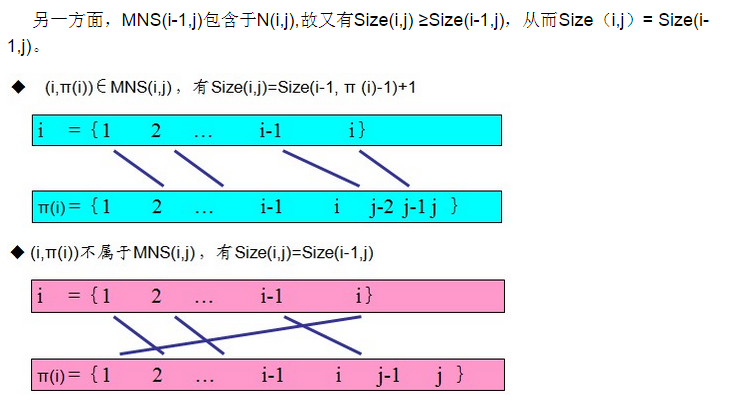 另一方面，MNS(i-1,j)包含于N(i,j),故又有Size(i,j) ≥Size(i-1,j)，从而Size（i,j）= Size(i-
1,j)。
◆ (i,π(i))∈MNS(i,j)，有Size(i,j)=Size(i-1, π (i)-1)+1
i = { 1 2 … i-1 i }
π(i)= { 1 2 … i-1 i j-2 j-1 j }
◆ (i,π(i))不属于MNS(i,j)，有Size(i,j)=Size(i-1,j)
i = { 1 2 … i-1 i }
π(i)= { 1 2 … i-1 i j-1 j }